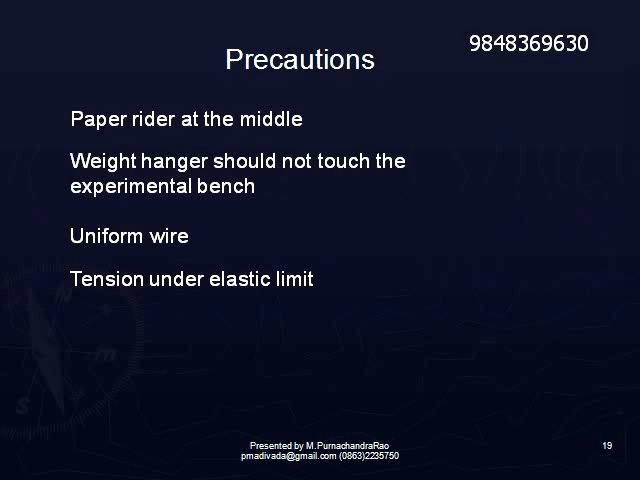 9848369630
Precautions
Paper rider at the middle
Weight hanger should not touch the
experimental bench
Uniform wire
Tension under elastic limit
N
m
S
Presented by M.PurnachandraRao
pmadivada@gmail.com (0863)2235750
19